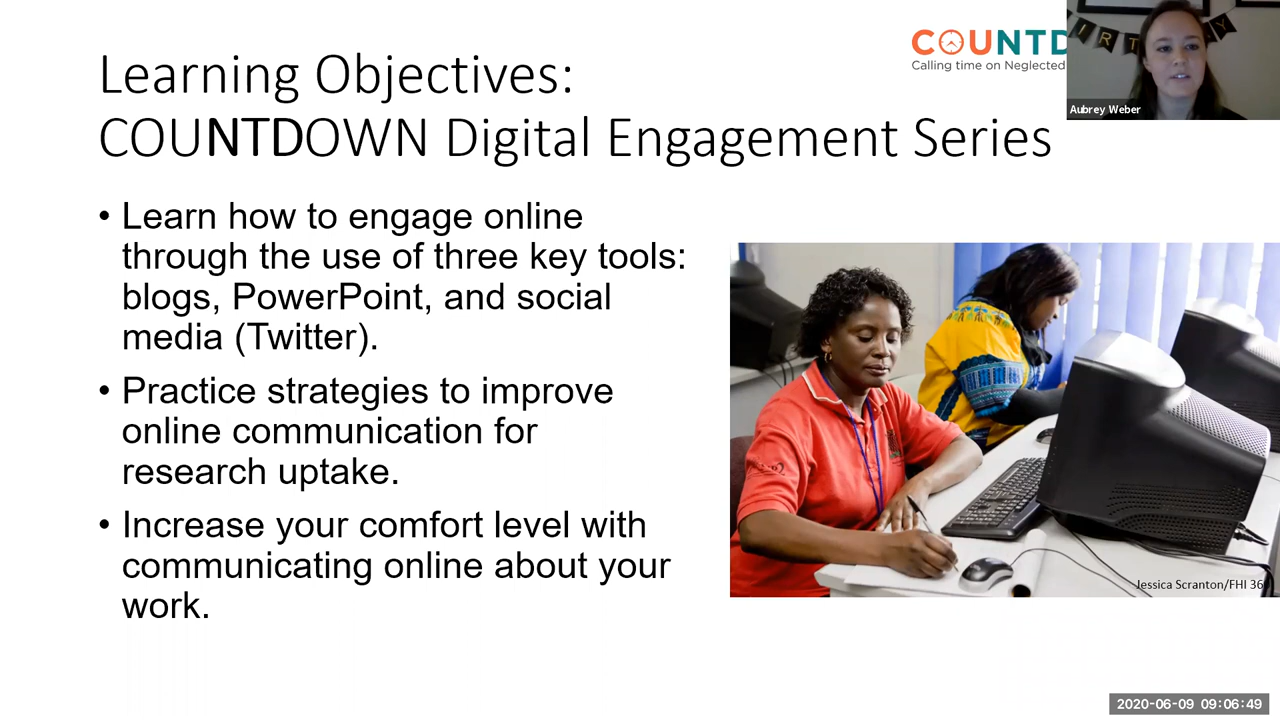 Learning Objectives:
COUNTDOWN Digital Engagement Series
COUNTD
Calling time on Neglected
IRT Y
Aubrey Weber
• Learn how to engage online
through the use of three key tools:
blogs, PowerPoint, and social
media (Twitter).
• Practice strategies to improve
online communication for
research uptake.
• Increase your comfort level with
communicating online about your
work.
Jessica Scranton/FHI 36
2020-06-09 09:06:49